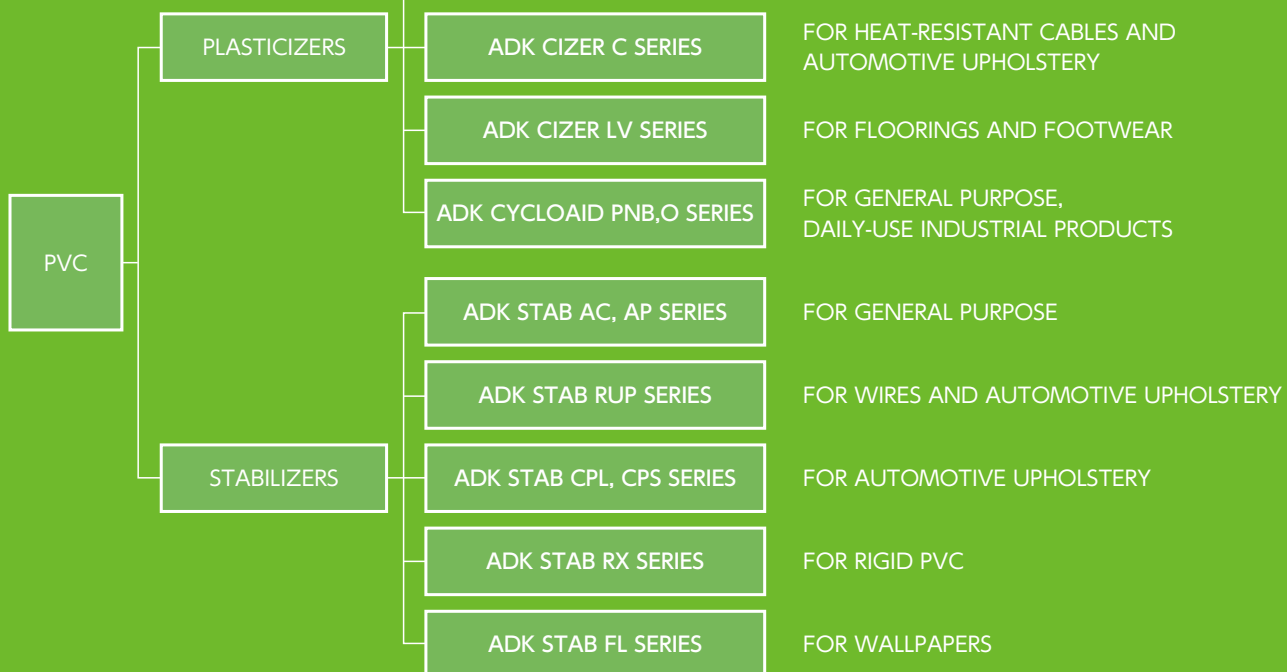 PLASTICIZERS
ADK CIZER C SERIES
FOR HEAT-RESISTANT CABLES AND
AUTOMOTIVE UPHOLSTERY
ADK CIZER LV SERIES
FOR FLOORINGS AND FOOTWEAR
ADK CYCLOAID PNB,O SERIES
FOR GENERAL PURPOSE,
DAILY-USE INDUSTRIAL PRODUCTS
PVC
ADK STAB AC, AP SERIES
FOR GENERAL PURPOSE
ADK STAB RUP SERIES
FOR WIRES AND AUTOMOTIVE UPHOLSTERY
STABILIZERS
ADK STAB CPL, CPS SERIES
FOR AUTOMOTIVE UPHOLSTERY
ADK STAB RX SERIES
FOR RIGID PVC
ADK STAB FL SERIES
FOR WALLPAPERS